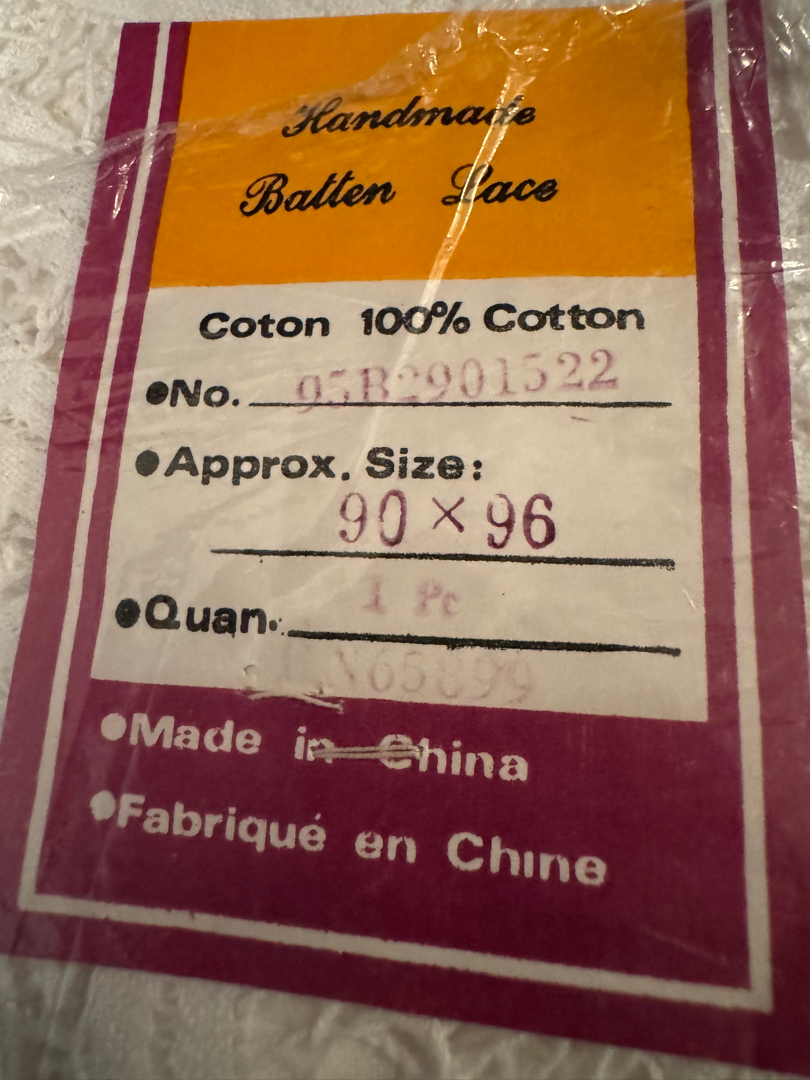 Handmade
Batten Lace
Coton 100% Cotton
●No. 95B2901522
●Approx. Size:
90 × 96
●Quan. 1 Pc
N65899
●Made in China
●Fabriqué en Chine